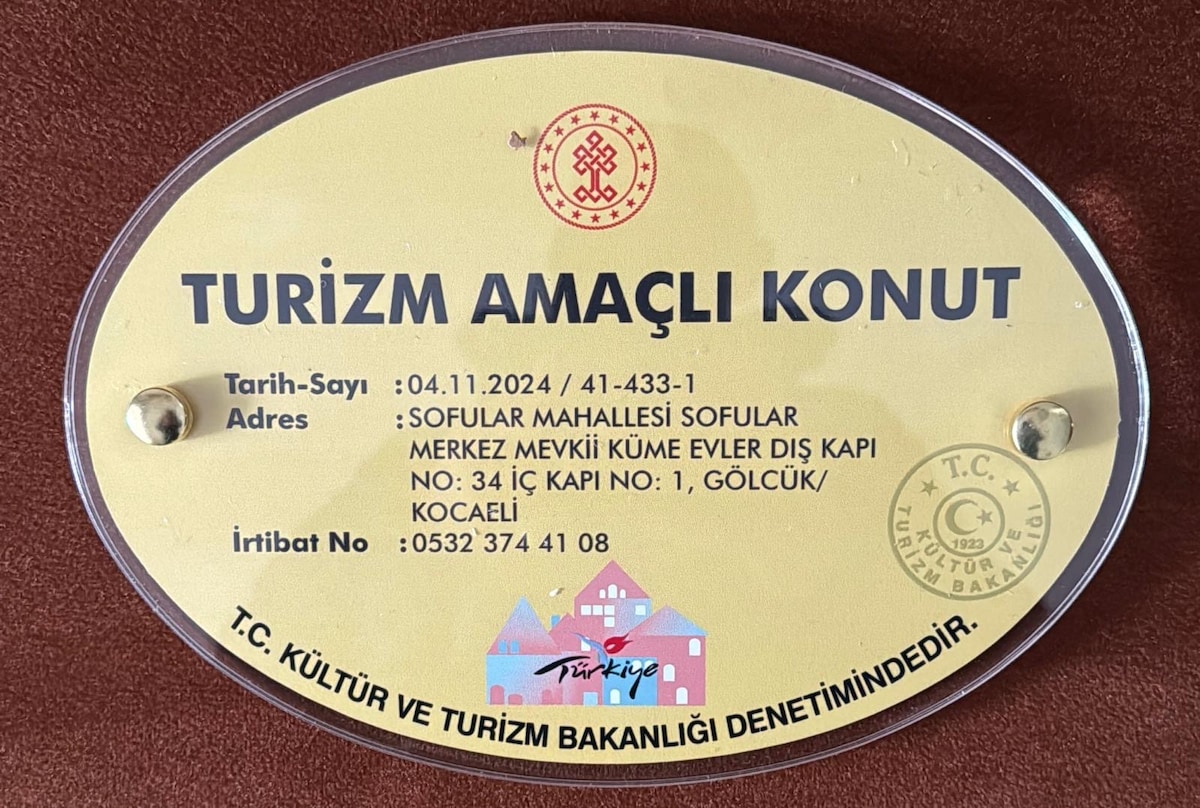 TURİZM AMAÇLI KONUT
Tarih-Sayı :04.11.2024 / 41-433-1
Adres :SOFULAR MAHALLESİ SOFULAR
MERKEZ MEVKİİ KÜME EVLER DIŞ KAPI
NO: 34 İÇ KAPI NO: 1, GÖLCÜK/
KOCAELİ
İrtibat No :0532 374 41 08
T.C.
KÜLTÜR VE
TURİZM BAKANLIĞI
1923
Türkiye
T.C. KÜLTÜR VE TURİZM BAKANLIĞI DENETİMİNDEDİR.